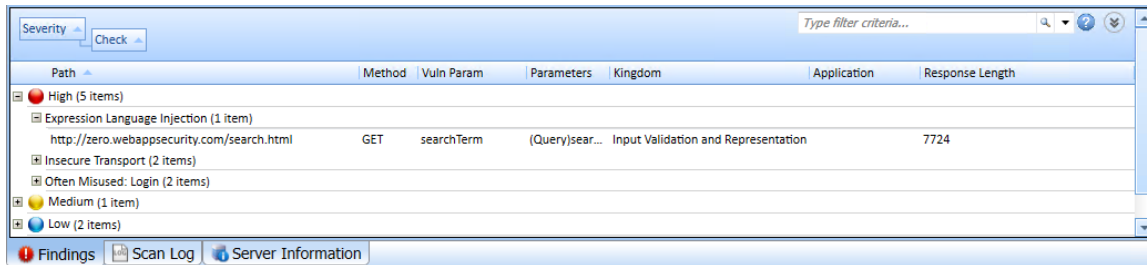 Severity
Check
Type filter criteria...
Path Method Vuln Param Parameters Kingdom Application Response Length
High (5 items)
Expression Language Injection (1 item)
http://zero.webappsecurity.com/search.html GET searchTerm (Query)sear... Input Validation and Representation 7724
Insecure Transport (2 items)
Often Misused: Login (2 items)
Medium (1 item)
Low (2 items)
Findings Scan Log Server Information